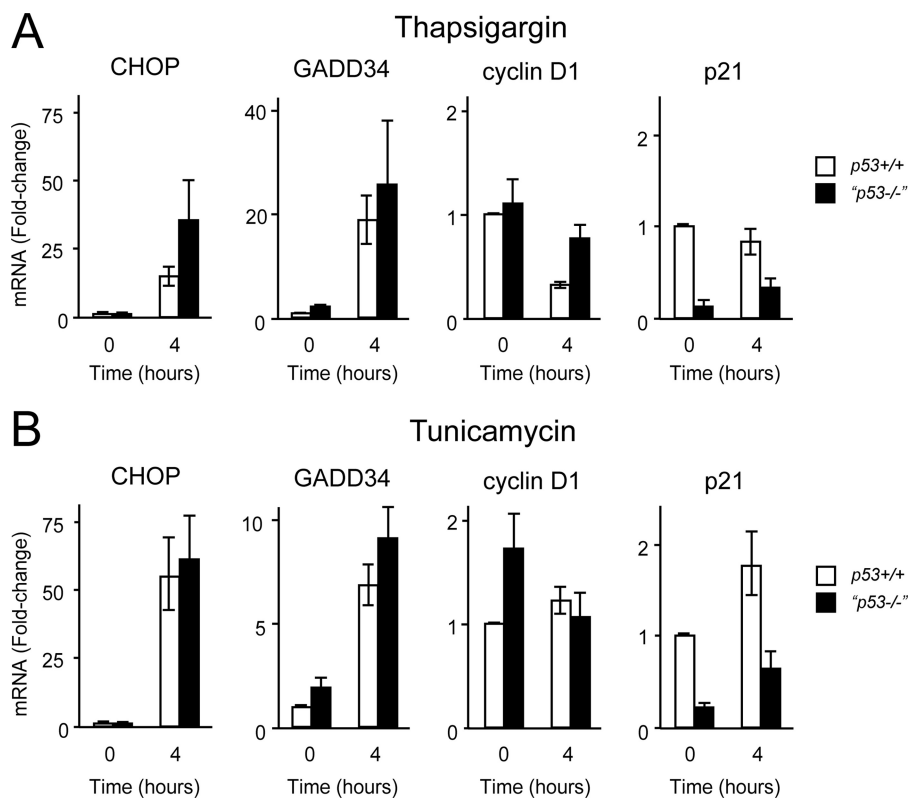 A
Thapsigargin
CHOP
GADD34
cyclin D1
p21
mRNA (Fold-change)
75
50
25
0
40
20
0
2
1
0
2
1
0
p53+/+
“p53-/-”
0 4
0 4
0 4
0 4
Time (hours)
Time (hours)
Time (hours)
Time (hours)
B
Tunicamycin
CHOP
GADD34
cyclin D1
p21
mRNA (Fold-change)
75
50
25
0
10
5
0
2
1
0
2
1
0
p53+/+
“p53-/-”
0 4
0 4
0 4
0 4
Time (hours)
Time (hours)
Time (hours)
Time (hours)